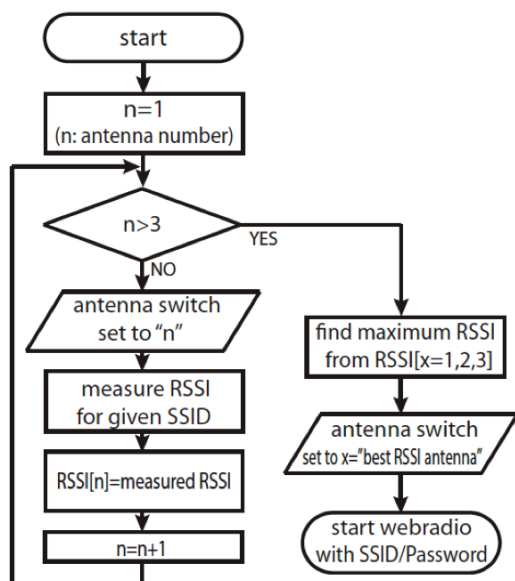 start
n=1
(n: antenna number)
n>3
YES
NO
antenna switch
set to “n”
measure RSSI
for given SSID
RSSI[n]=measured RSSI
n=n+1
find maximum RSSI
from RSSI[x=1,2,3]
antenna switch
set to x="best RSSI antenna"
start webradio
with SSID/Password